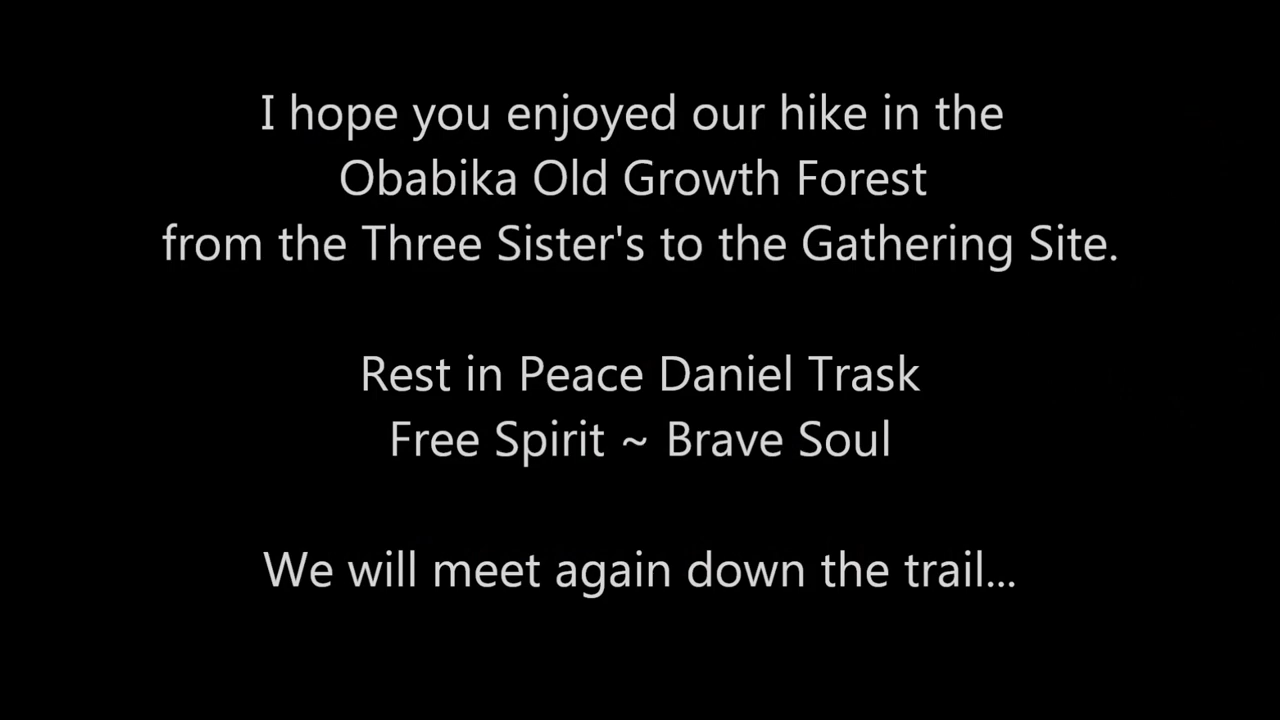 I hope you enjoyed our hike in the
Obabika Old Growth Forest
from the Three Sister's to the Gathering Site.
Rest in Peace Daniel Trask
Free Spirit ~ Brave Soul
We will meet again down the trail...